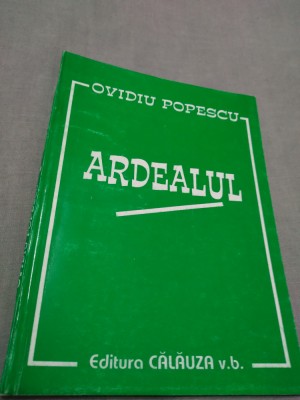 OVIDIU POPESCU
ARDEALUL
Editura CĂLĂUZA v.b.